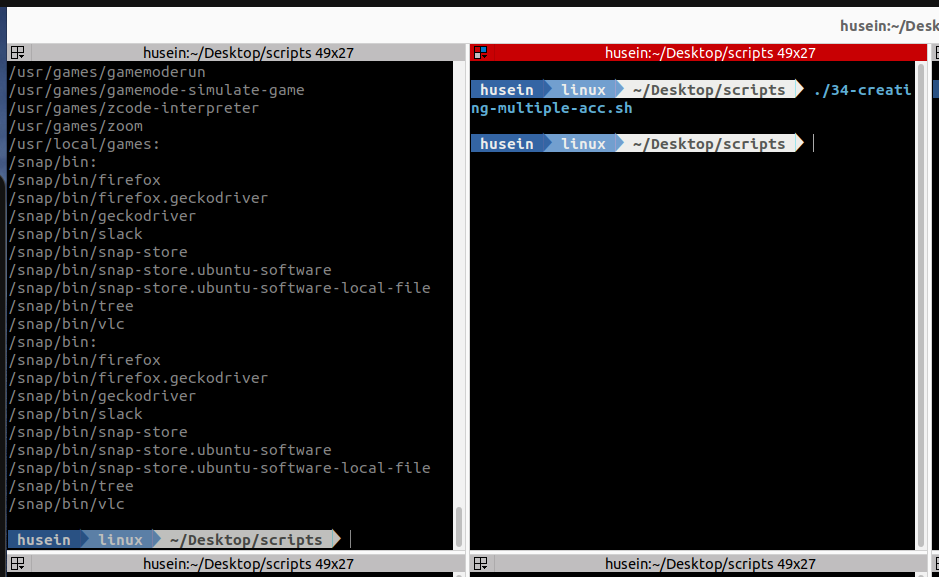 husein:~/Desk
husein:~/Desktop/scripts 49x27
/usr/games/gamemoderun
/usr/games/gamemode-simulate-game
/usr/games/zcode-interpreter
/usr/games/zoom
/usr/local/games:
/snap/bin:
/snap/bin/firefox
/snap/bin/firefox.geckodriver
/snap/bin/geckodriver
/snap/bin/slack
/snap/bin/snap-store
/snap/bin/snap-store.ubuntu-software
/snap/bin/snap-store.ubuntu-software-local-file
/snap/bin/tree
/snap/bin/vlc
/snap/bin:
/snap/bin/firefox
/snap/bin/firefox.geckodriver
/snap/bin/geckodriver
/snap/bin/slack
/snap/bin/snap-store
/snap/bin/snap-store.ubuntu-software
/snap/bin/snap-store.ubuntu-software-local-file
/snap/bin/tree
/snap/bin/vlc
husein linux ~/Desktop/scripts
husein:~/Desktop/scripts 49x27
husein:~/Desktop/scripts 49x27
husein linux ~/Desktop/scripts ./34-creati
ng-multiple-acc.sh
husein linux ~/Desktop/scripts
husein:~/Desktop/scripts 49x27